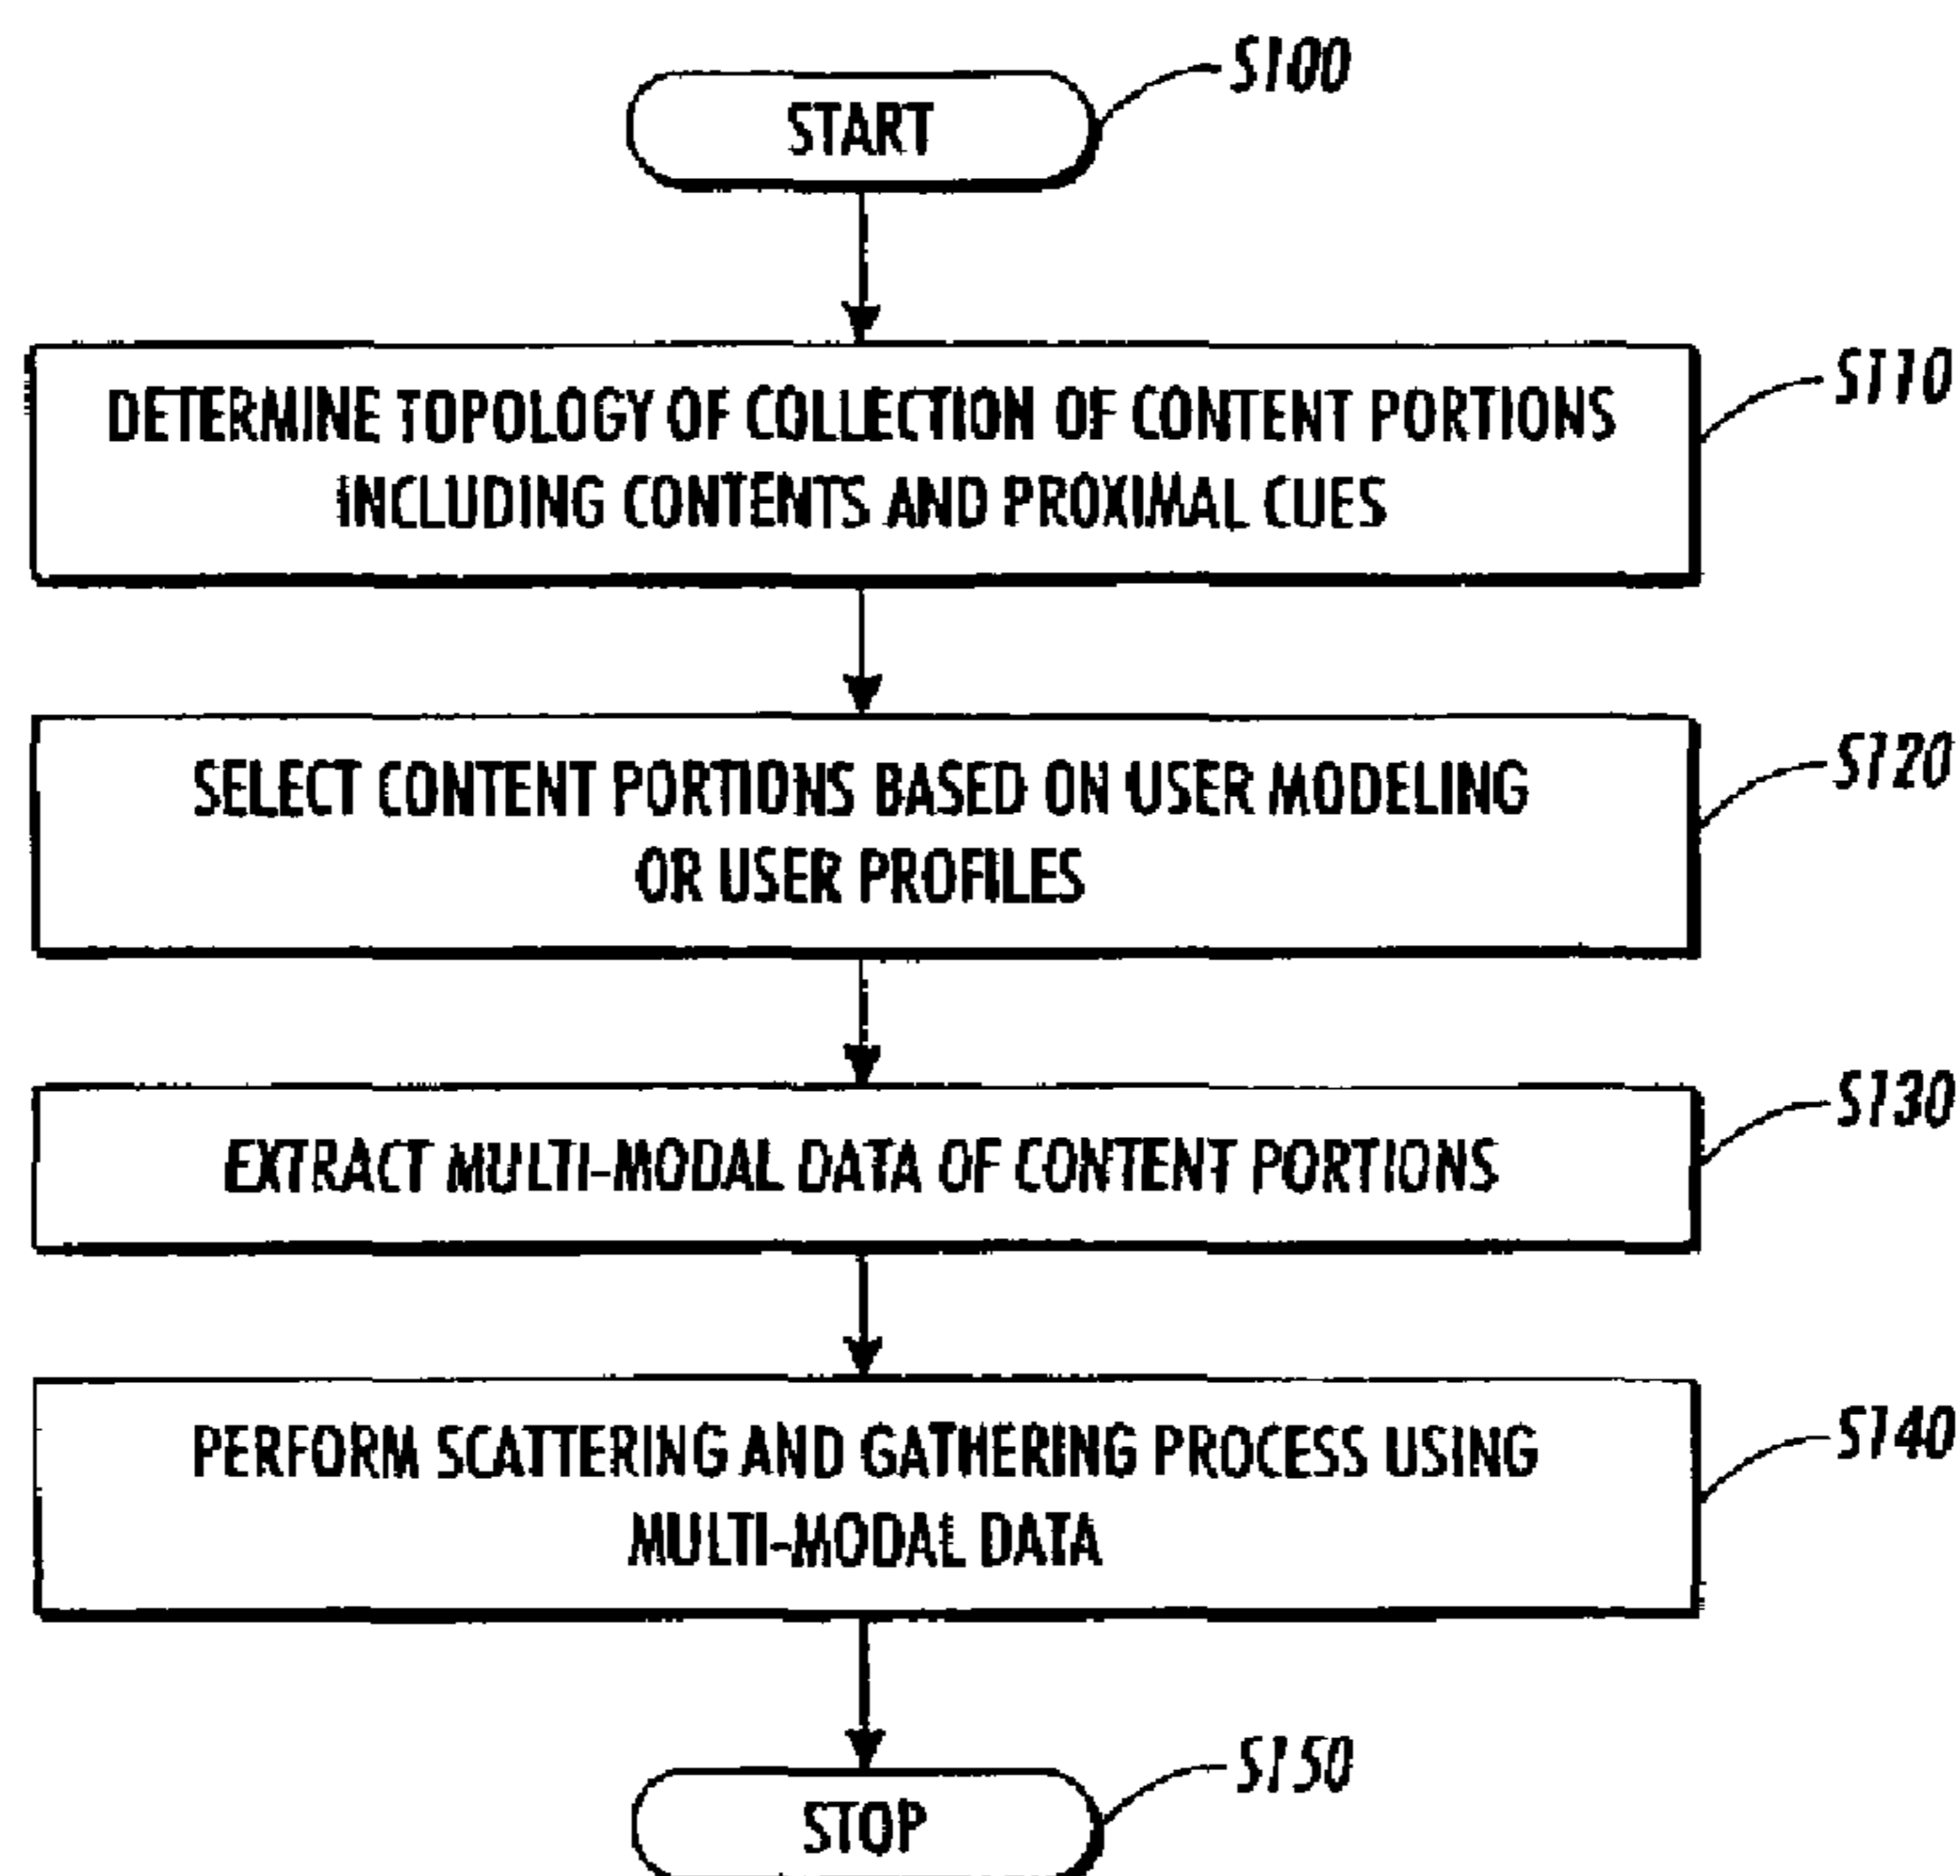 START
S100
DETERMINE TOPOLOGY OF COLLECTION OF CONTENT PORTIONS
INCLUDING CONTENTS AND PROXIMAL CUES
S110
SELECT CONTENT PORTIONS BASED ON USER MODELING
OR USER PROFILES
S120
EXTRACT MULTI-MODAL DATA OF CONTENT PORTIONS
S130
PERFORM SCATTERING AND GATHERING PROCESS USING
MULTI-MODAL DATA
S140
STOP
S150